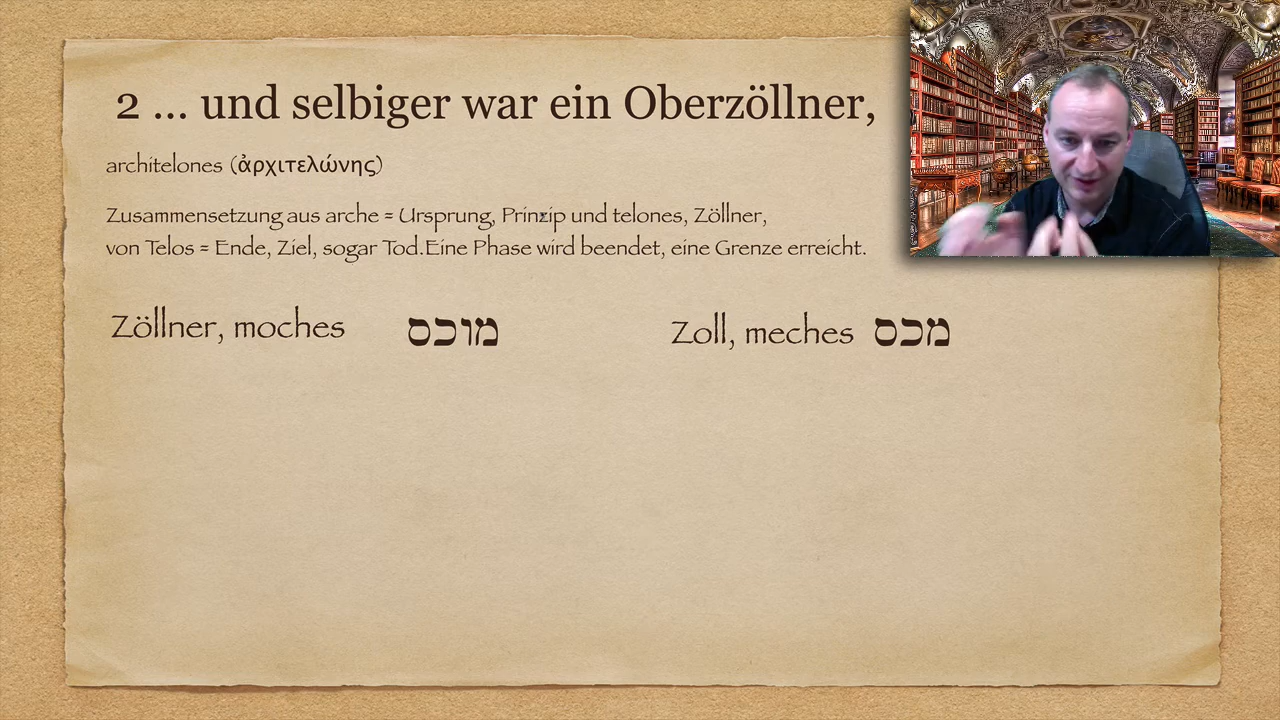 2 ... und selbiger war ein Oberzöllner,
architelones (ἀρχιτελώνης)
Zusammensetzung aus arche = Ursprung, Prinzip und telones, Zöllner,
von Telos = Ende, Ziel, sogar Tod.Eine Phase wird beendet, eine Grenze erreicht.
Zöllner, moches מוכס Zoll, meches מכס